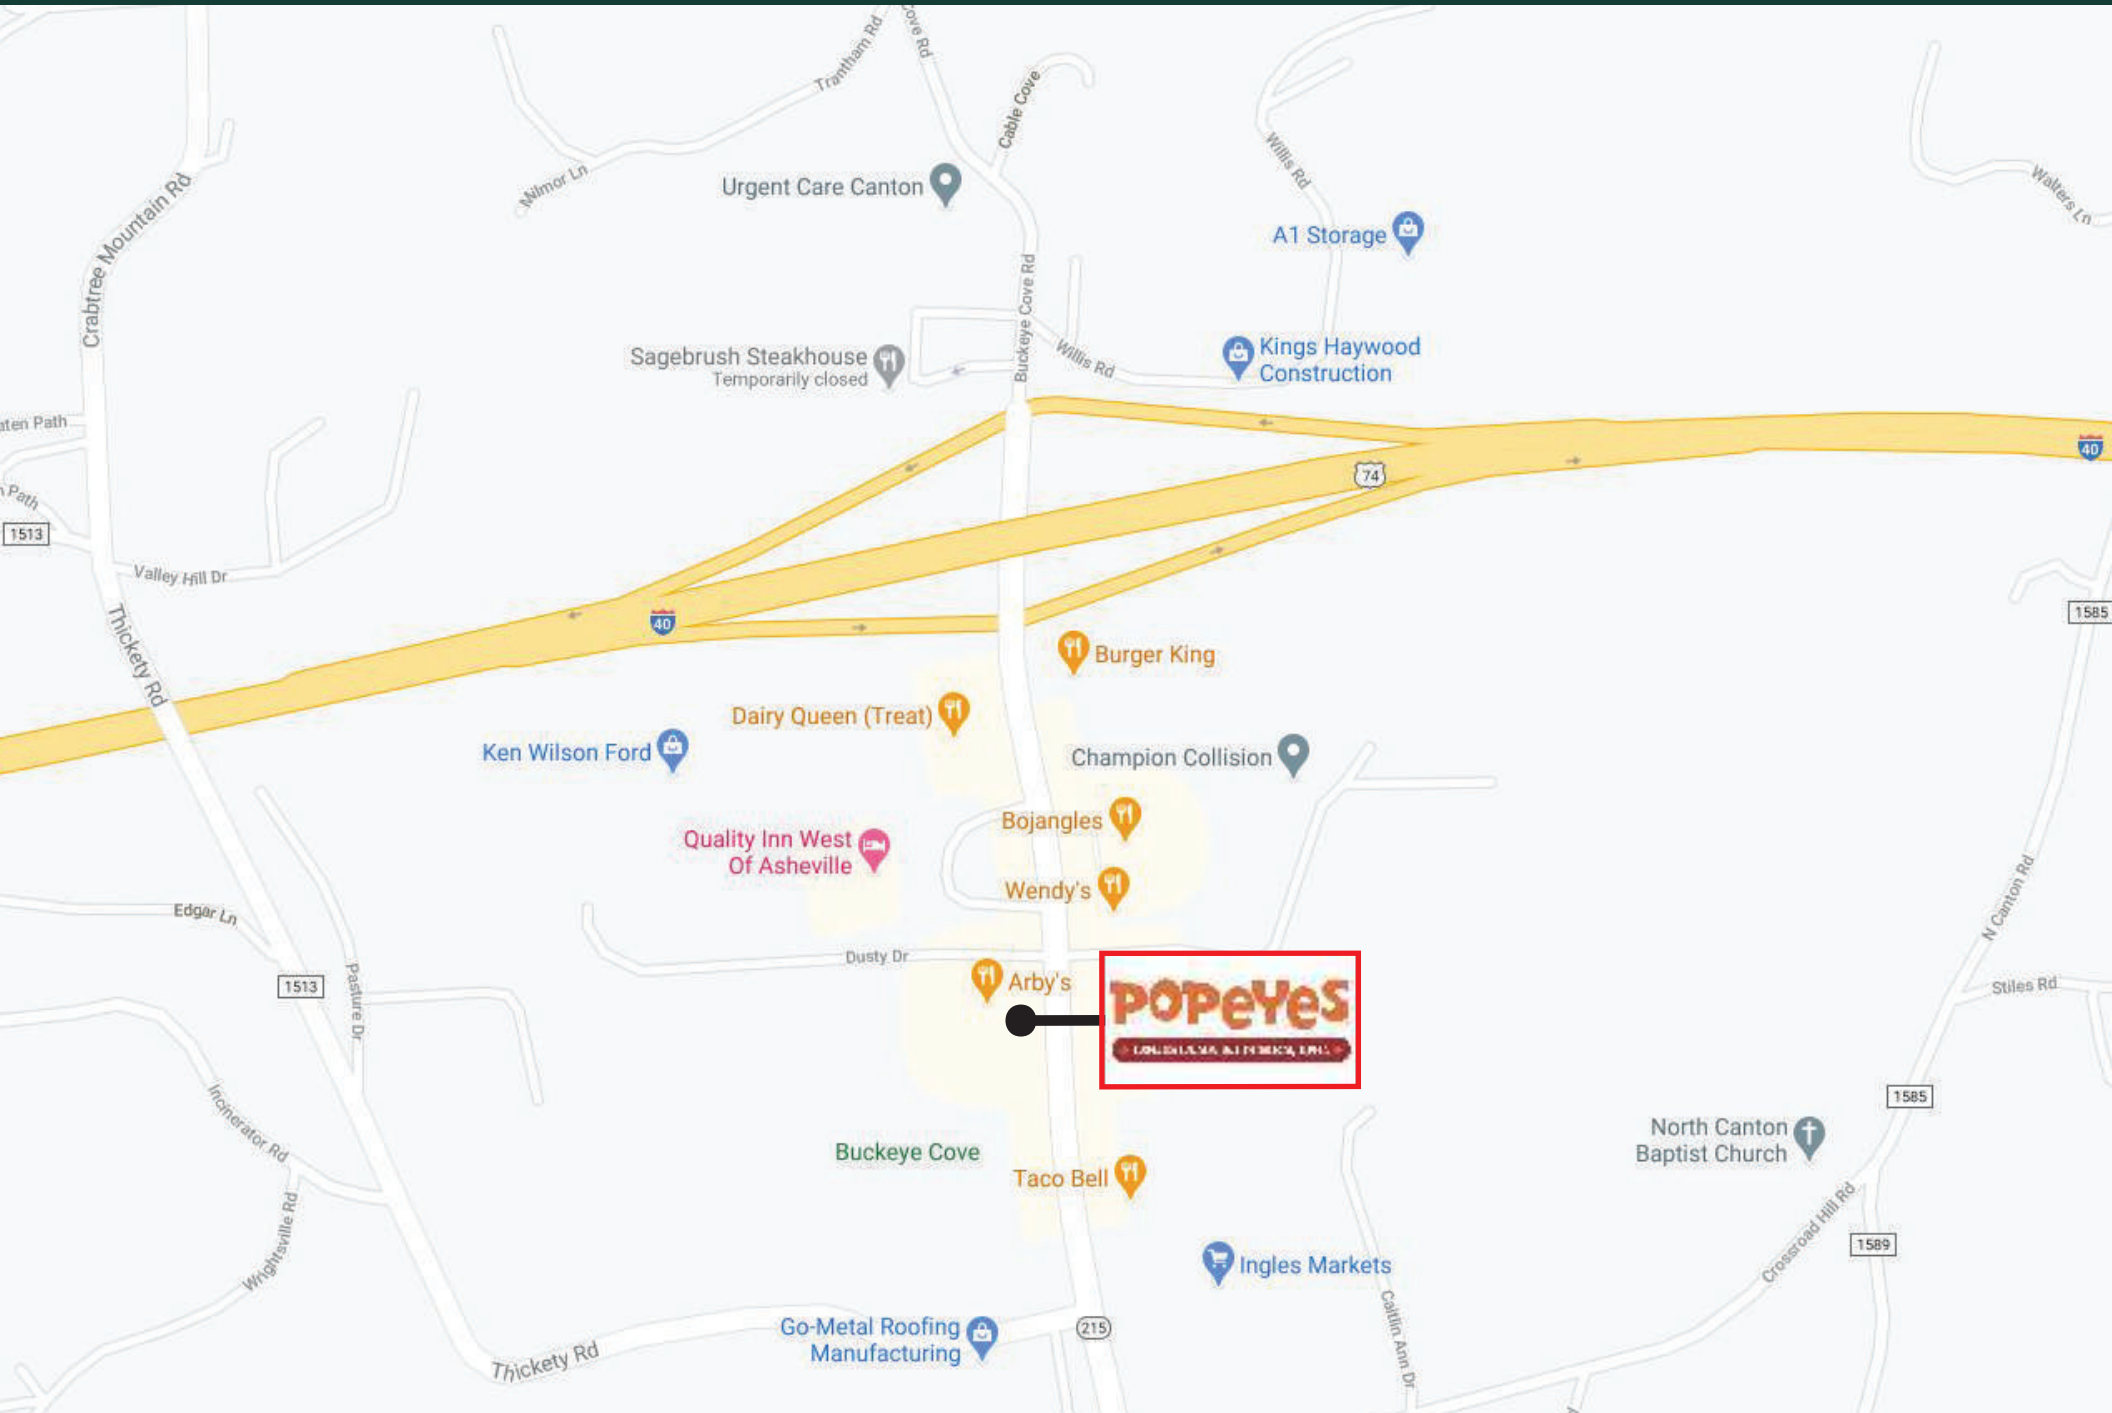 Trantham Rd
Cove Rd
Cable Cove
Willis Rd
Walters Ln
Nilmor Ln
Urgent Care Canton
Crabtree Mountain Rd
A1 Storage
Buckeye Cove Rd
Sagebrush Steakhouse
Temporarily closed
Willis Rd
Kings Haywood
Construction
Path
40
74
Path
1513
Valley Hill Dr
40
1585
Thickety Rd
Burger King
Dairy Queen (Treat)
Ken Wilson Ford
Champion Collision
Bojangles
Quality Inn West
Of Asheville
Wendy's
N Canton Rd
Edgar Ln
Dusty Dr
Arby's
1513
Pasture Dr
Stiles Rd
POPEYES
Incinerator Rd
1585
North Canton
Baptist Church
Buckeye Cove
Taco Bell
Wrightsville Rd
Crossroad Hill Rd
1589
Ingles Markets
Caitlin Ann Dr
Go-Metal Roofing
Manufacturing
215
Thickety Rd